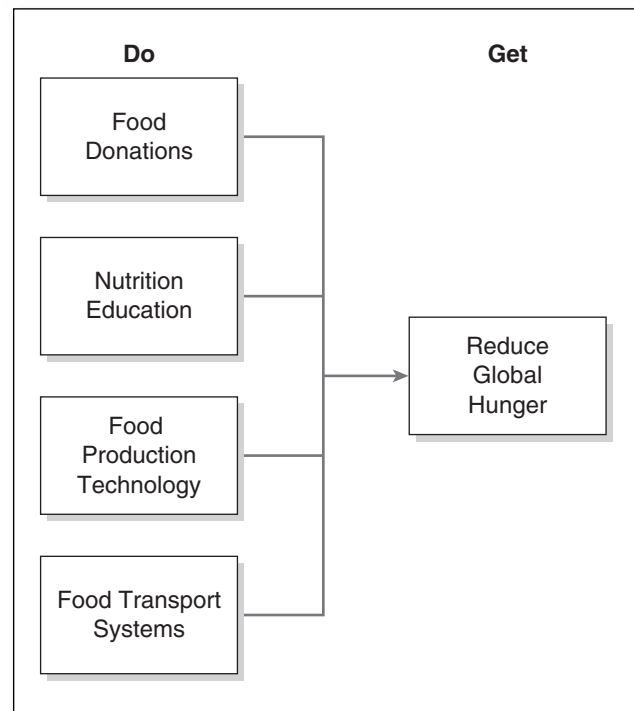 Do
Get
Food
Donations
Nutrition
Education
Food
Production
Technology
Food Transport
Systems
Reduce
Global
Hunger